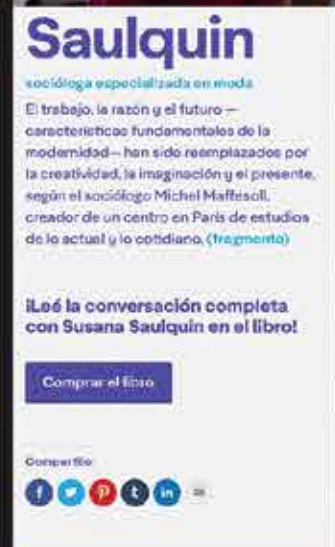 Saulquin
socióloga especializada en moda
El trabajo, la razón y el futuro —
características fundamentales de la
modernidad— han sido reemplazados por
la creatividad, la imaginación y el presente,
según el sociólogo Michel Maffesoli,
creador de un centro en París de estudios
de lo actual y lo cotidiano. (fragmento)
¡Leé la conversación completa
con Susana Saulquin en el libro!
Comprar el libro
Compartilo